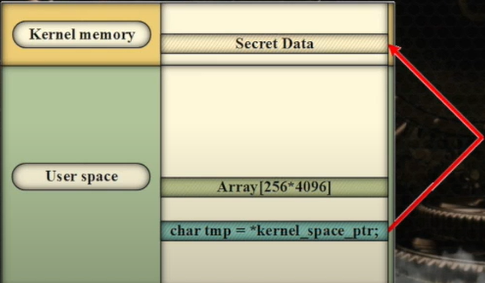 Kernel memory
Secret Data
User space
Array[256*4096]
char tmp = *kernel_space_ptr;